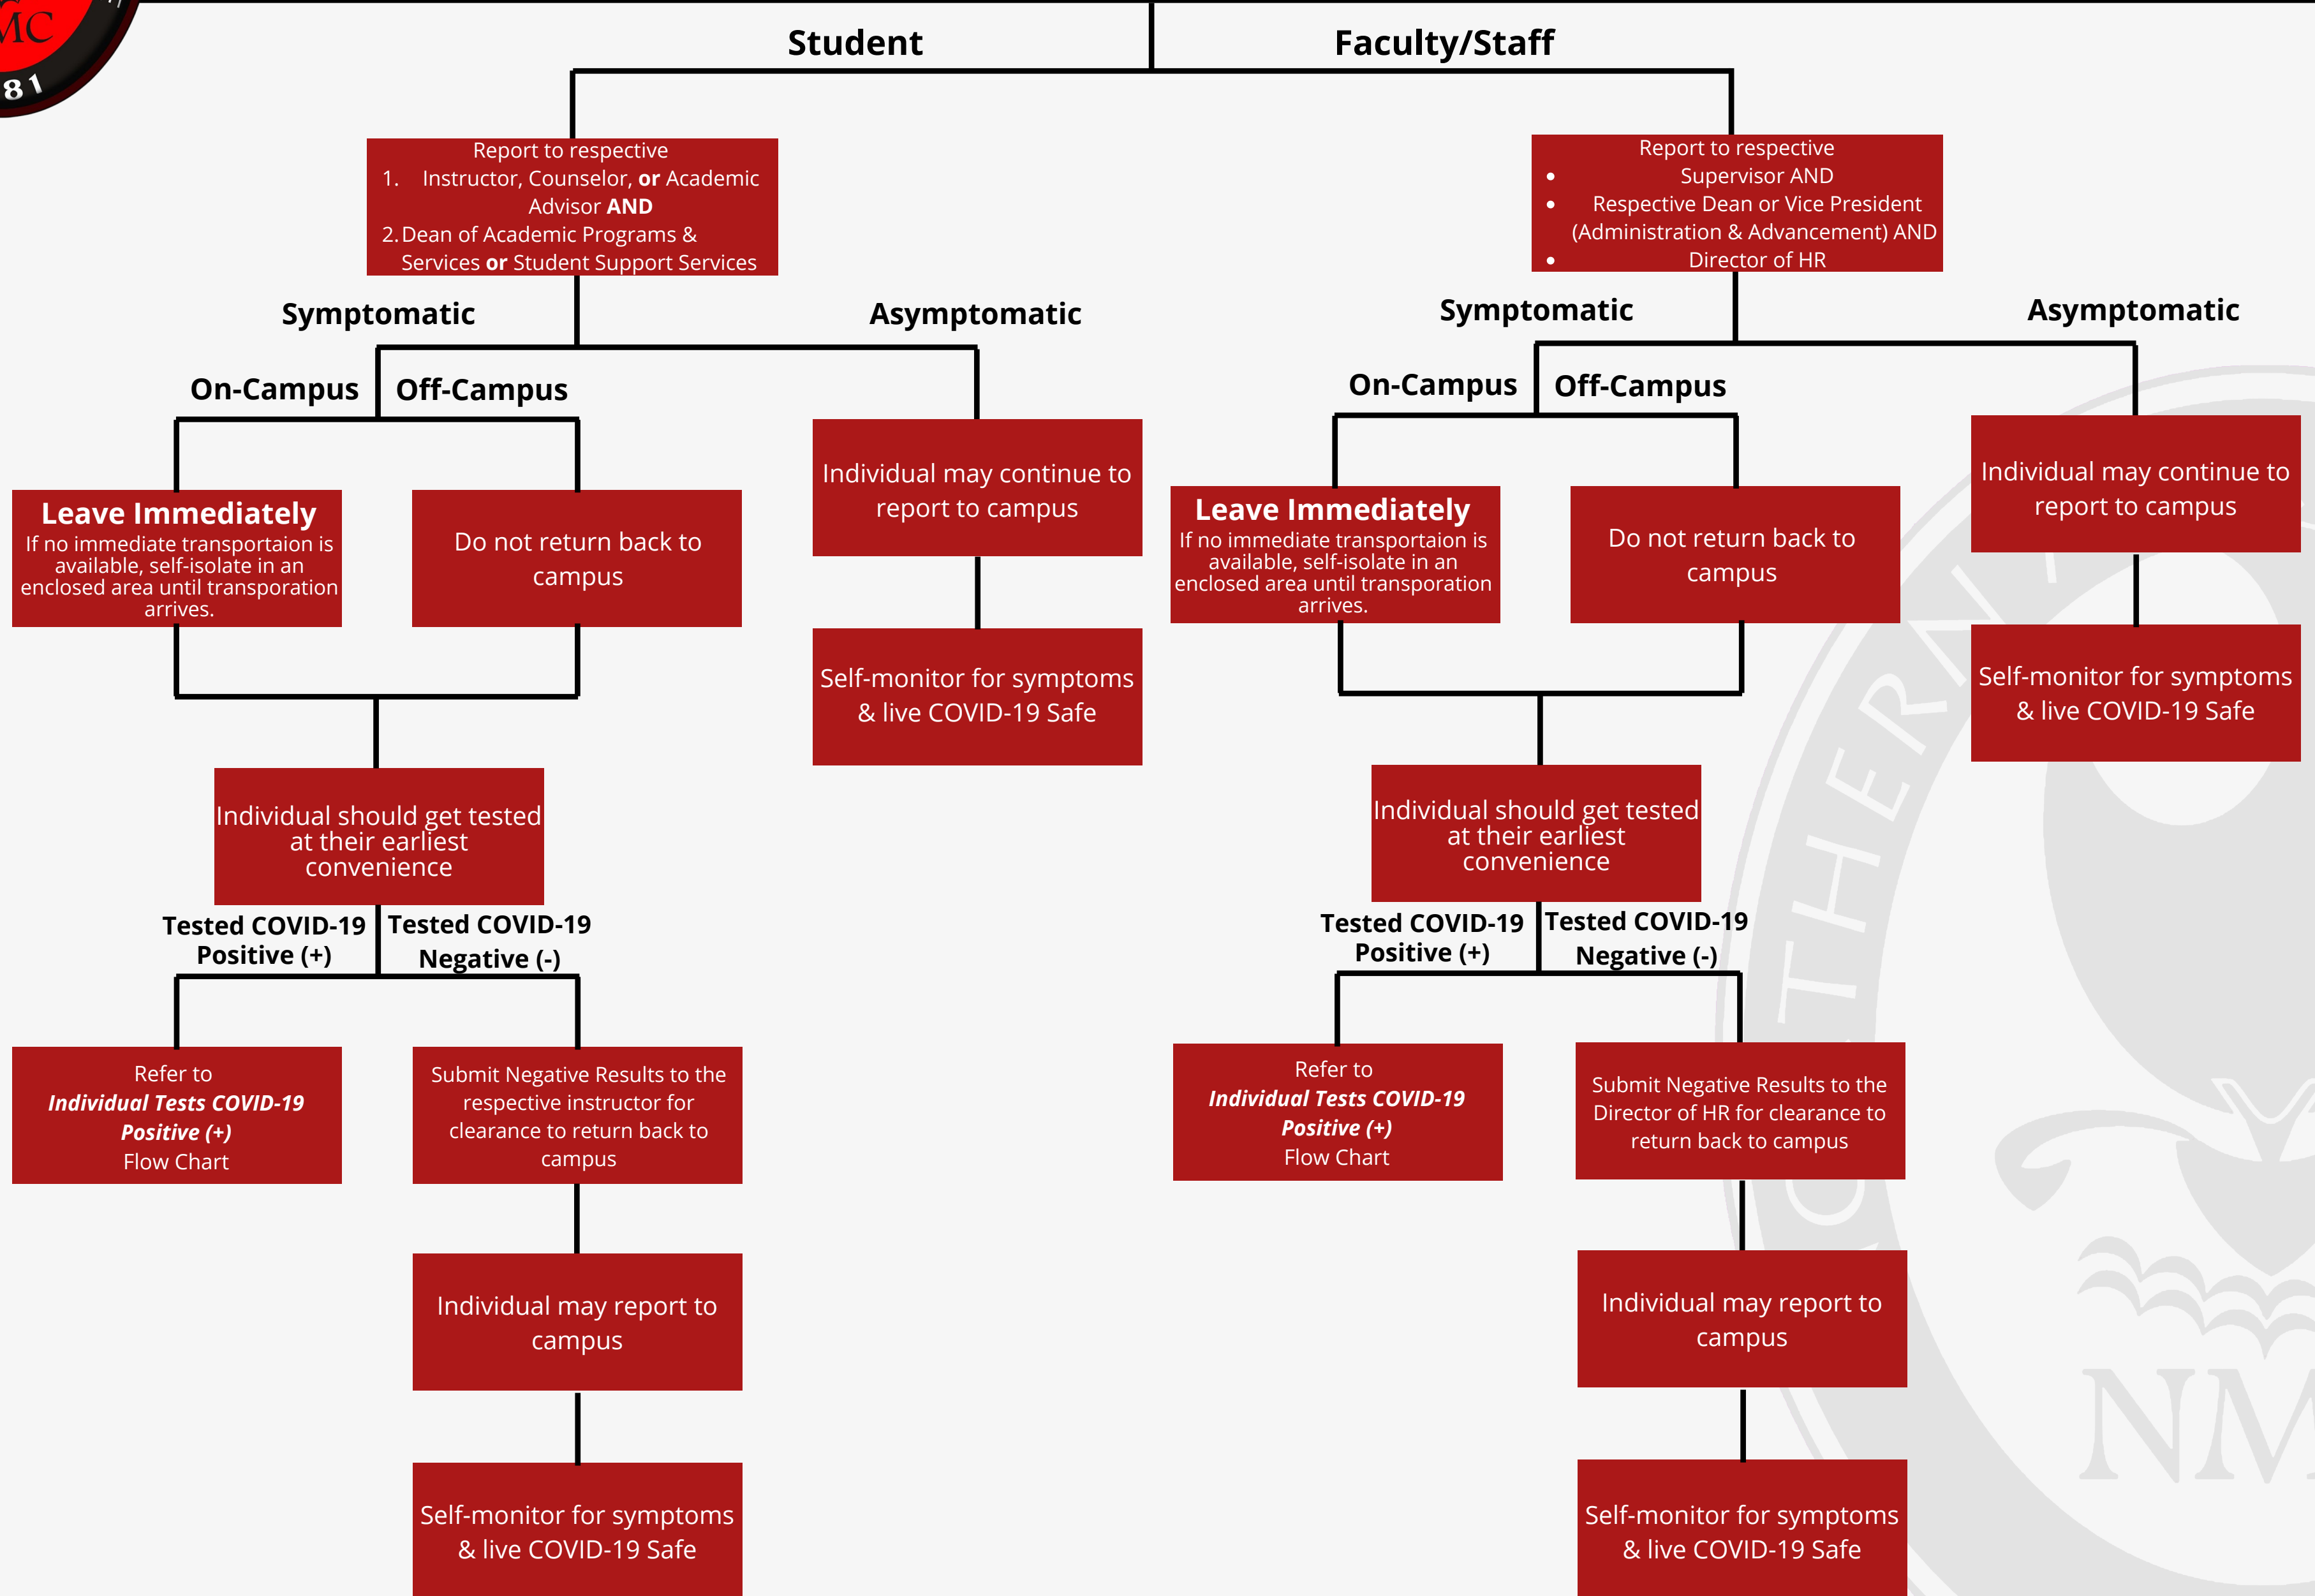 MC
81
Student
Faculty/Staff
Report to respective
1. Instructor, Counselor, or Academic
Advisor AND
2. Dean of Academic Programs &
Services or Student Support Services
Symptomatic
Asymptomatic
On-Campus
Off-Campus
Leave Immediately
If no immediate transportaion is
available, self-isolate in an
enclosed area until transporation
arrives.
Do not return back to
campus
Individual may continue to
report to campus
Self-monitor for symptoms
& live COVID-19 Safe
Individual should get tested
at their earliest
convenience
Tested COVID-19
Positive (+)
Tested COVID-19
Negative (-)
Refer to
Individual Tests COVID-19
Positive (+)
Flow Chart
Submit Negative Results to the
respective instructor for
clearance to return back to
campus
Individual may report to
campus
Self-monitor for symptoms
& live COVID-19 Safe
Report to respective
• Supervisor AND
• Respective Dean or Vice President
(Administration & Advancement) AND
• Director of HR
Symptomatic
Asymptomatic
On-Campus
Off-Campus
Leave Immediately
If no immediate transportaion is
available, self-isolate in an
enclosed area until transporation
arrives.
Do not return back to
campus
Individual may continue to
report to campus
Self-monitor for symptoms
& live COVID-19 Safe
Individual should get tested
at their earliest
convenience
Tested COVID-19
Positive (+)
Tested COVID-19
Negative (-)
Refer to
Individual Tests COVID-19
Positive (+)
Flow Chart
Submit Negative Results to the
Director of HR for clearance to
return back to campus
Individual may report to
campus
Self-monitor for symptoms
& live COVID-19 Safe
THERN
NM